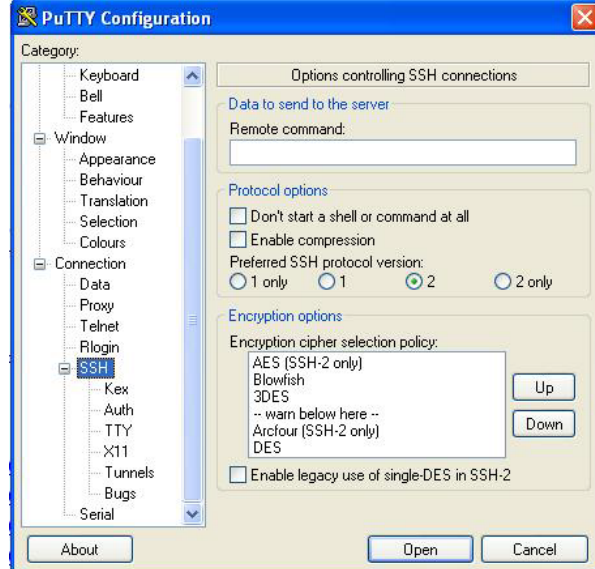 PuTTY Configuration
Category:
Keyboard
Bell
Features
Window
Appearance
Behaviour
Translation
Selection
Colours
Connection
Data
Proxy
Telnet
Rlogin
SSH
Kex
Auth
TTY
X11
Tunnels
Bugs
Serial
Options controlling SSH connections
Data to send to the server
Remote command:
Protocol options
Don't start a shell or command at all
Enable compression
Preferred SSH protocol version:
1 only 1 2 2 only
Encryption options
Encryption cipher selection policy:
AES (SSH-2 only)
Blowfish
3DES
-- warn below here --
Arcfour (SSH-2 only)
DES
Up
Down
Enable legacy use of single-DES in SSH-2
About Open Cancel